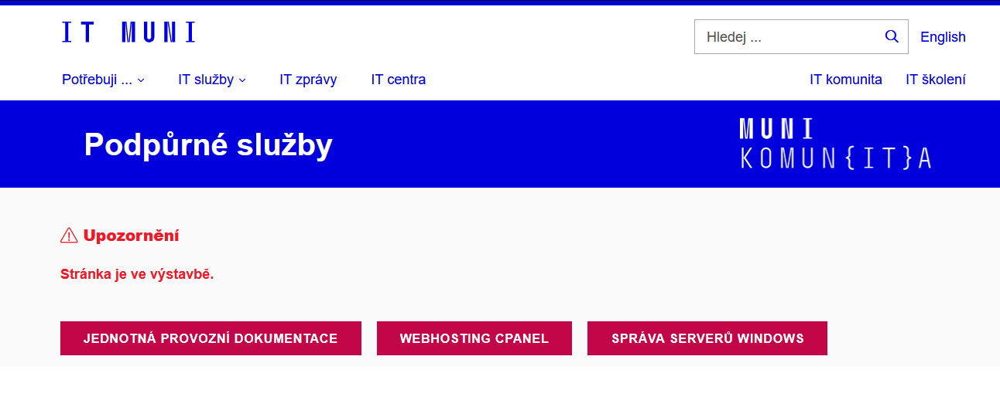 IT MUNI
Hledej ...
English
Potřebuji ...
IT služby
IT zprávy
IT centra
IT komunita
IT školení
Podpůrné služby
MUNI
KOMUN{IT}A
Upozornění
Stránka je ve výstavbě.
JEDNOTNÁ PROVOZNÍ DOKUMENTACE
WEBHOSTING CPANEL
SPRÁVA SERVERŮ WINDOWS